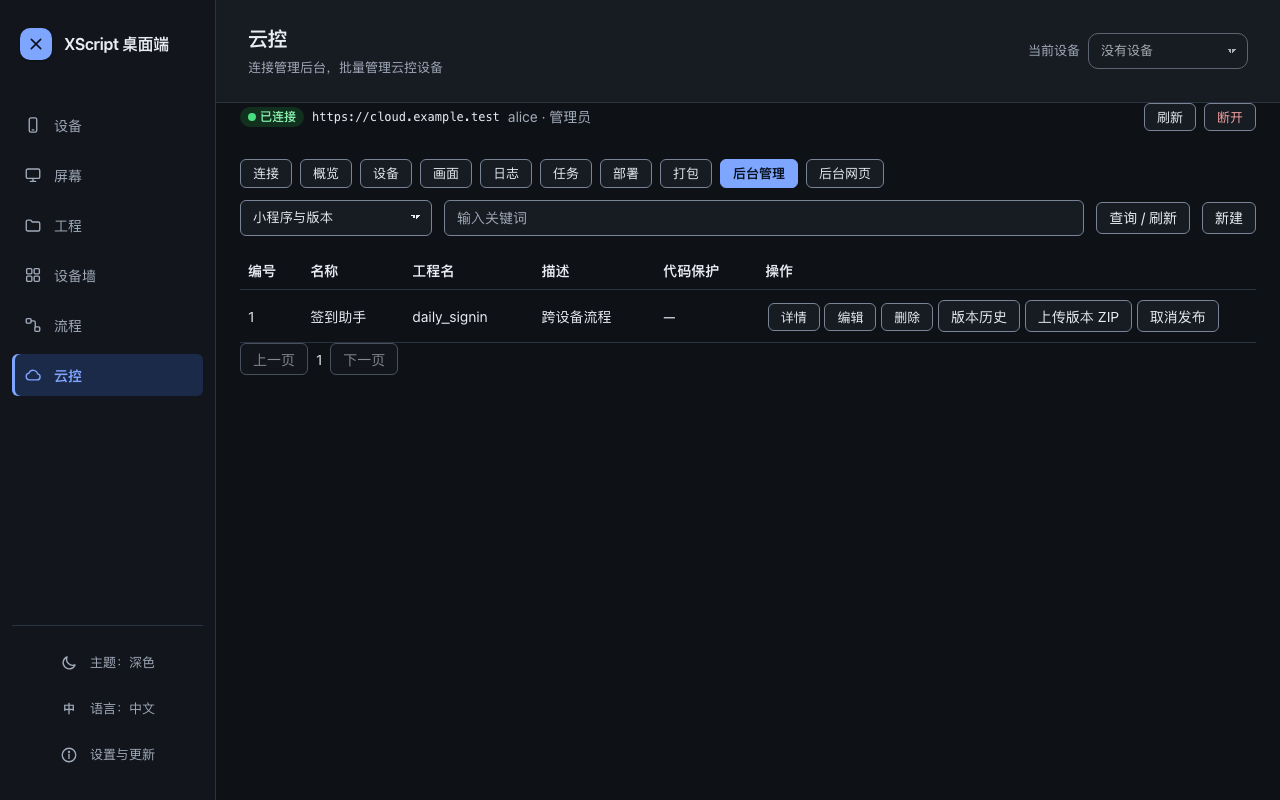 XScript 桌面端
设备
屏幕
工程
设备墙
流程
云控
主题：深色
中 语言：中文
设置与更新
云控
连接管理后台，批量管理云控设备
当前设备 没有设备
已连接 https://cloud.example.test alice · 管理员 刷新 断开
连接 概览 设备 画面 日志 任务 部署 打包 后台管理 后台网页
小程序与版本 输入关键词 查询 / 刷新 新建
编号 名称 工程名 描述 代码保护 操作
1 签到助手 daily_signin 跨设备流程 — 详情 编辑 删除 版本历史 上传版本 ZIP 取消发布
上一页 1 下一页